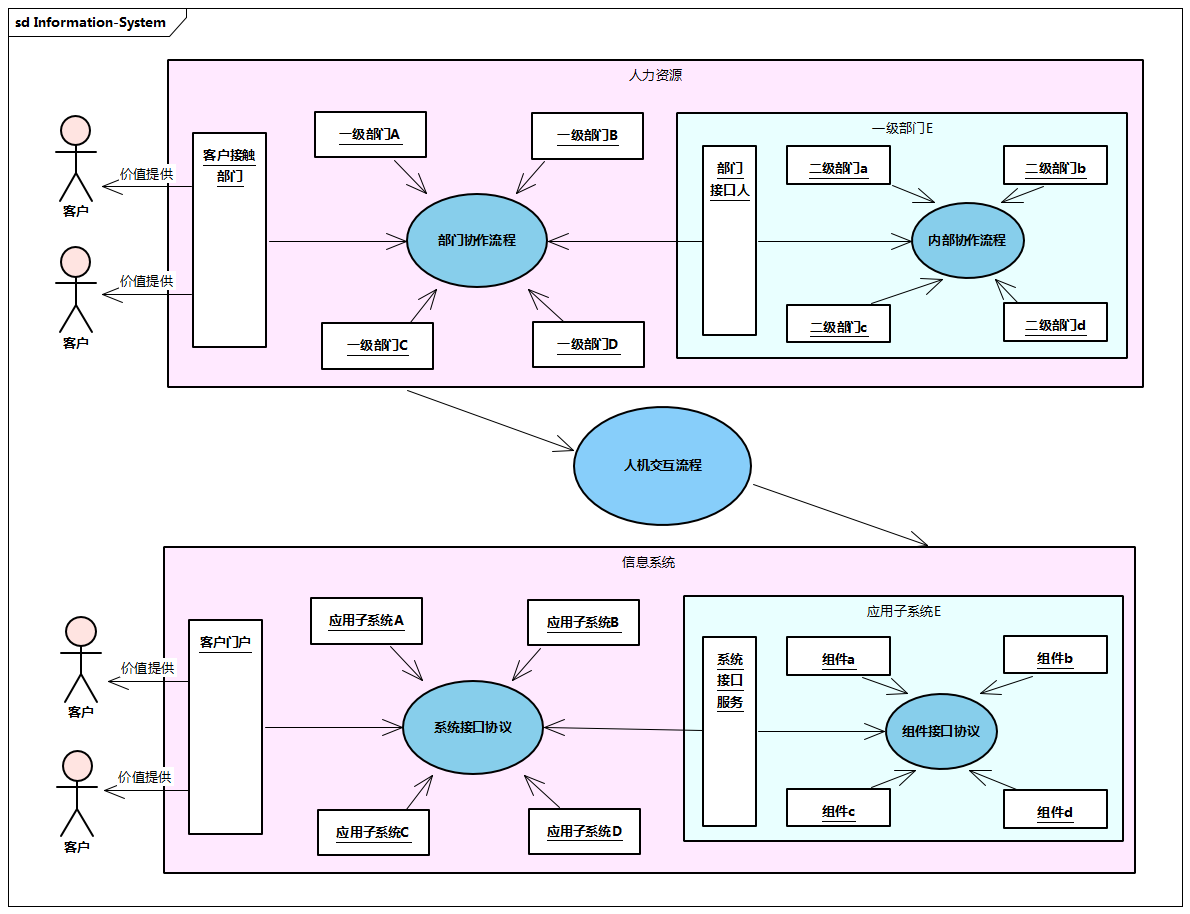 sd Information-System
人力资源
客户
客户
价值提供
价值提供
客户接触
部门
一级部门A
一级部门B
部门协作流程
一级部门C
一级部门D
一级部门E
部门
接口人
二级部门a
二级部门b
内部协作流程
二级部门c
二级部门d
人机交互流程
信息系统
客户
客户
价值提供
价值提供
客户门户
应用子系统A
应用子系统B
系统接口协议
应用子系统C
应用子系统D
应用子系统E
系统
接口
服务
组件a
组件b
组件接口协议
组件c
组件d